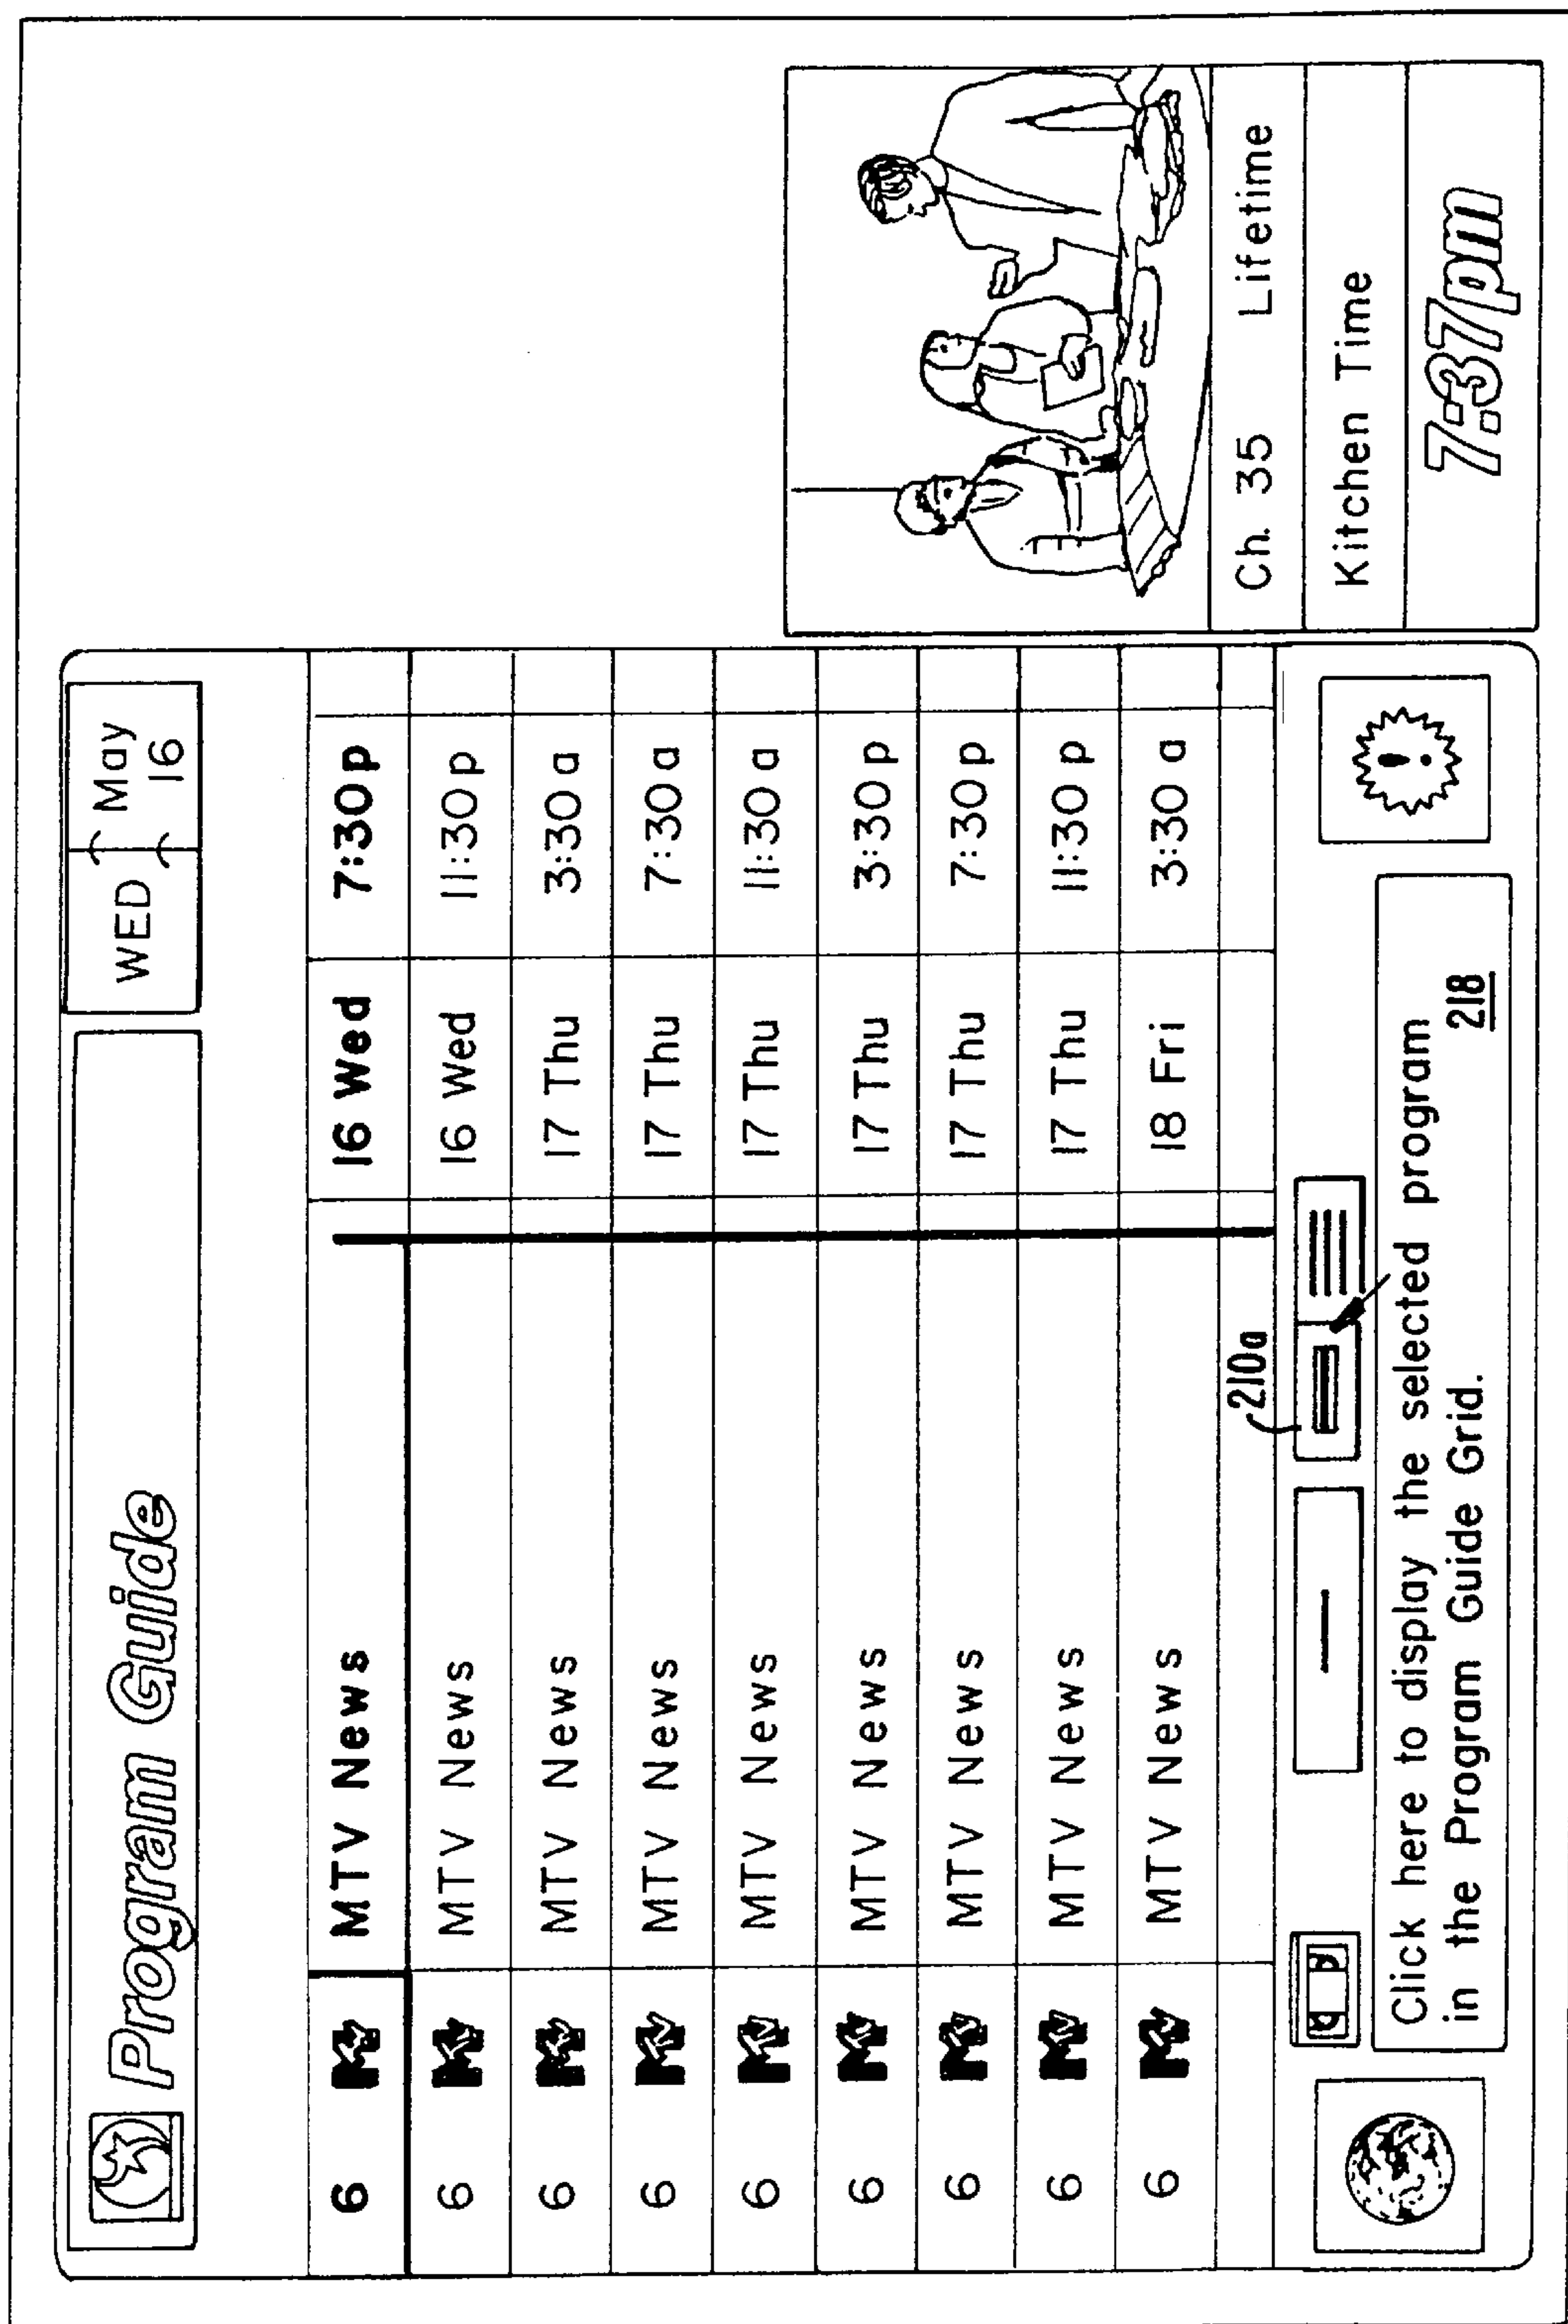 Program Guide
WED May 16
6 MTV News 16 Wed 7:30p
6 MTV News 16 Wed 11:30p
6 MTV News 17 Thu 3:30a
6 MTV News 17 Thu 7:30a
6 MTV News 17 Thu 11:30a
6 MTV News 17 Thu 3:30p
6 MTV News 17 Thu 7:30p
6 MTV News 17 Thu 11:30p
6 MTV News 18 Fri 3:30a
210a
Click here to display the selected program
in the Program Guide Grid. 218
Ch. 35 Lifetime
Kitchen Time
7:37pm